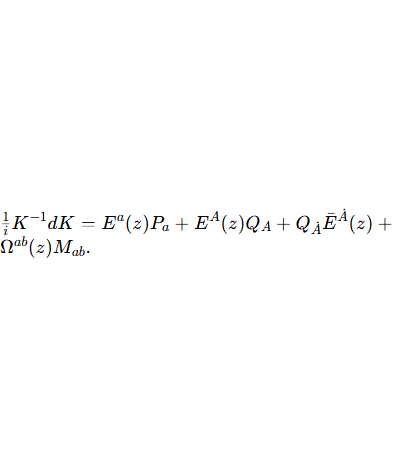 $\frac{1}{i}K^{-1}dK = E^a(z)P_a + E^A(z)Q_A + Q_{\dot{A}}\bar{E}^{\dot{A}}(z) +$
$\Omega^{ab}(z)M_{ab}.$